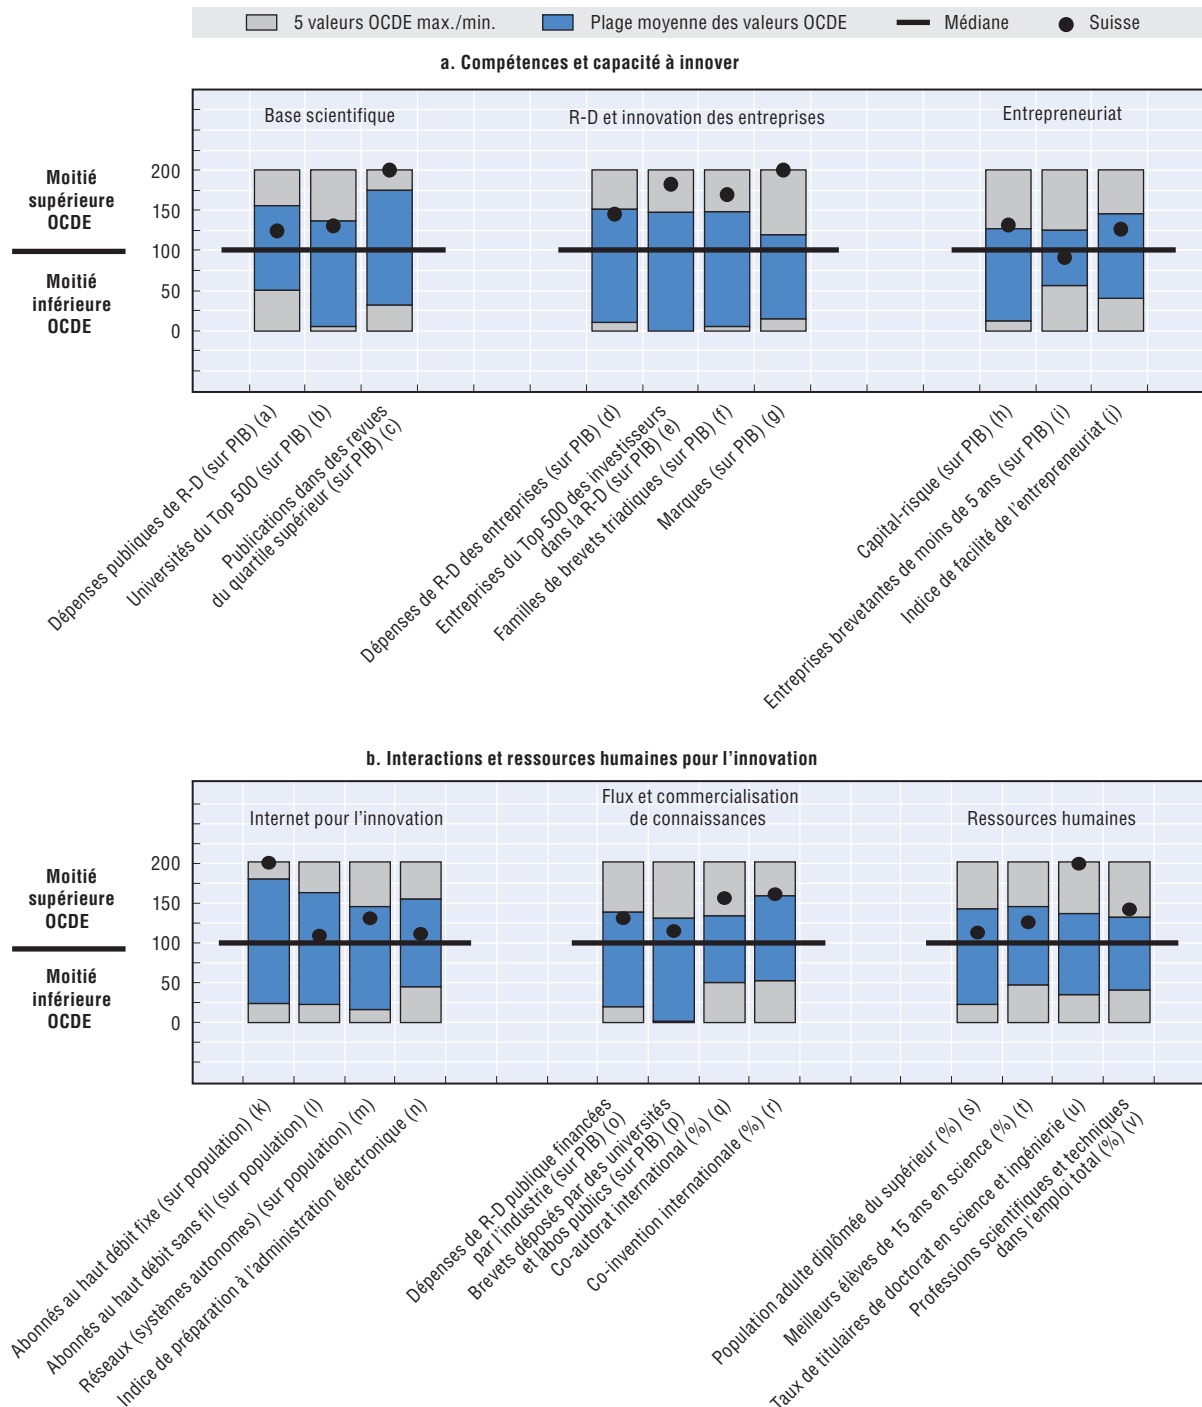 5 valeurs OCDE max./min.
Plage moyenne des valeurs OCDE
Médiane
Suisse
a. Compétences et capacité à innover
Base scientifique
R-D et innovation des entreprises
Entrepreneuriat
Moitié
supérieure
OCDE
Moitié
inférieure
OCDE
200
150
100
50
0
Dépenses publiques de R-D (sur PIB) (a)
Universités du Top 500 (sur PIB) (b)
Publications dans des revues
du quartile supérieur (sur PIB) (c)
Dépenses de R-D des entreprises (sur PIB) (d)
Entreprises du Top 500 des investisseurs
dans la R-D (sur PIB) (e)
Familles de brevets triadiques (sur PIB) (f)
Marques (sur PIB) (g)
Capital-risque (sur PIB) (h)
Entreprises brevetantes de moins de 5 ans (sur PIB) (i)
Indice de facilité de l'entrepreneuriat (j)
b. Interactions et ressources humaines pour l'innovation
Internet pour l'innovation
Flux et commercialisation
de connaissances
Ressources humaines
Moitié
supérieure
OCDE
Moitié
inférieure
OCDE
200
150
100
50
0
Abonnés au haut débit fixe (sur population) (k)
Abonnés au haut débit sans fil (sur population) (l)
Réseaux (systèmes autonomes) (sur population) (m)
Indice de préparation à l'administration électronique (n)
Dépenses de R-D publique financées
par l'industrie (sur PIB) (o)
Brevets déposés par des universités
et labos publics (sur PIB) (p)
Co-autorat international (%) (q)
Co-invention internationale (%) (r)
Population adulte diplômée du supérieur (%) (s)
Meilleurs élèves de 15 ans en science (%) (t)
Taux de titulaires de doctorat en science et ingénierie (u)
Professions scientifiques et techniques
dans l'emploi total (%) (v)